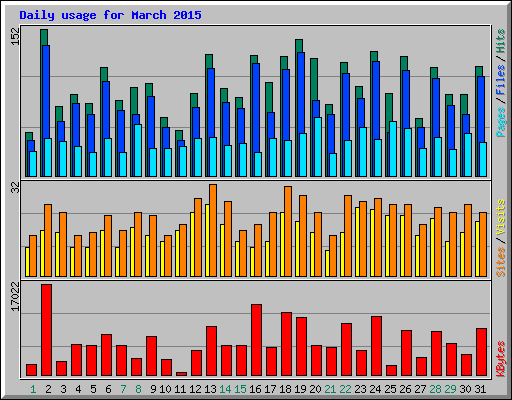 Daily usage for March 2015
152
Pages/Files/Hits
32
Sites/Visits
17022
KBytes
1 2 3 4 5 6 7 8 9 10 11 12 13 14 15 16 17 18 19 20 21 22 23 24 25 26 27 28 29 30 31